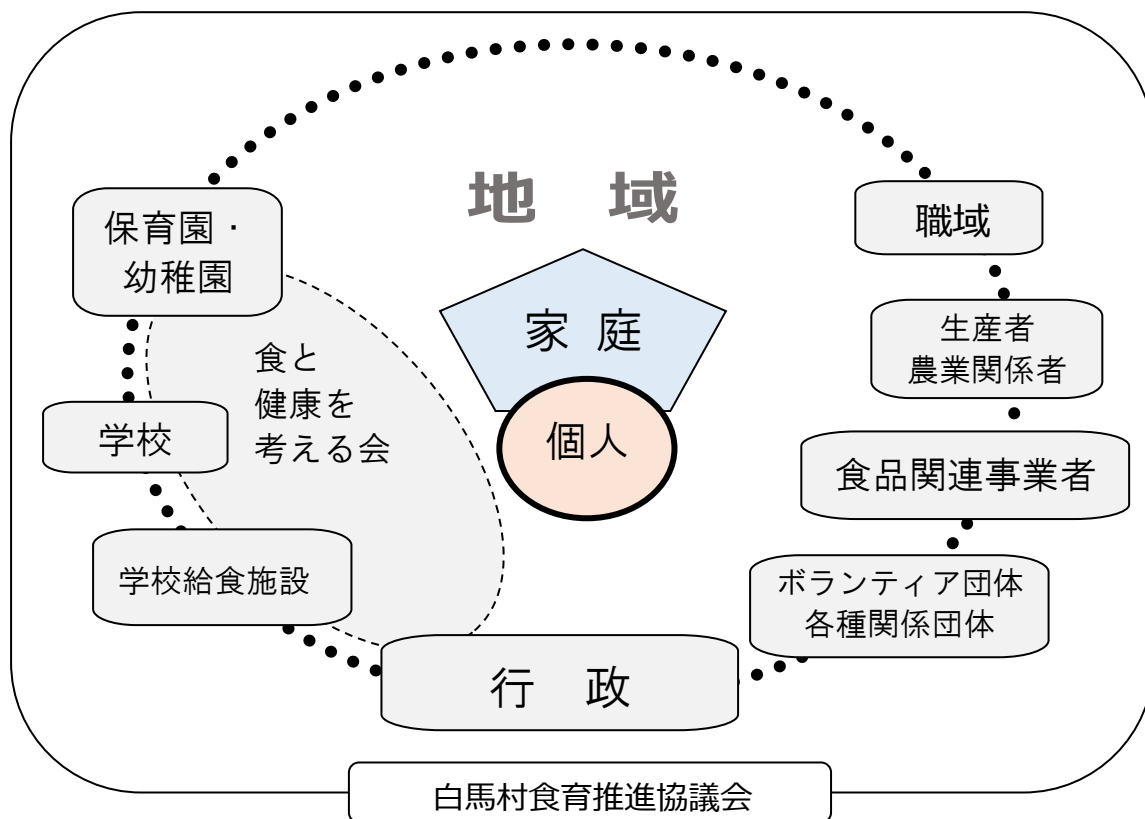 地 域
保育園・
幼稚園
職域
家 庭
生産者
農業関係者
食と
健康を
考える会
学校
個人
食品関連事業者
学校給食施設
ボランティア団体
各種関係団体
行 政
白馬村食育推進協議会